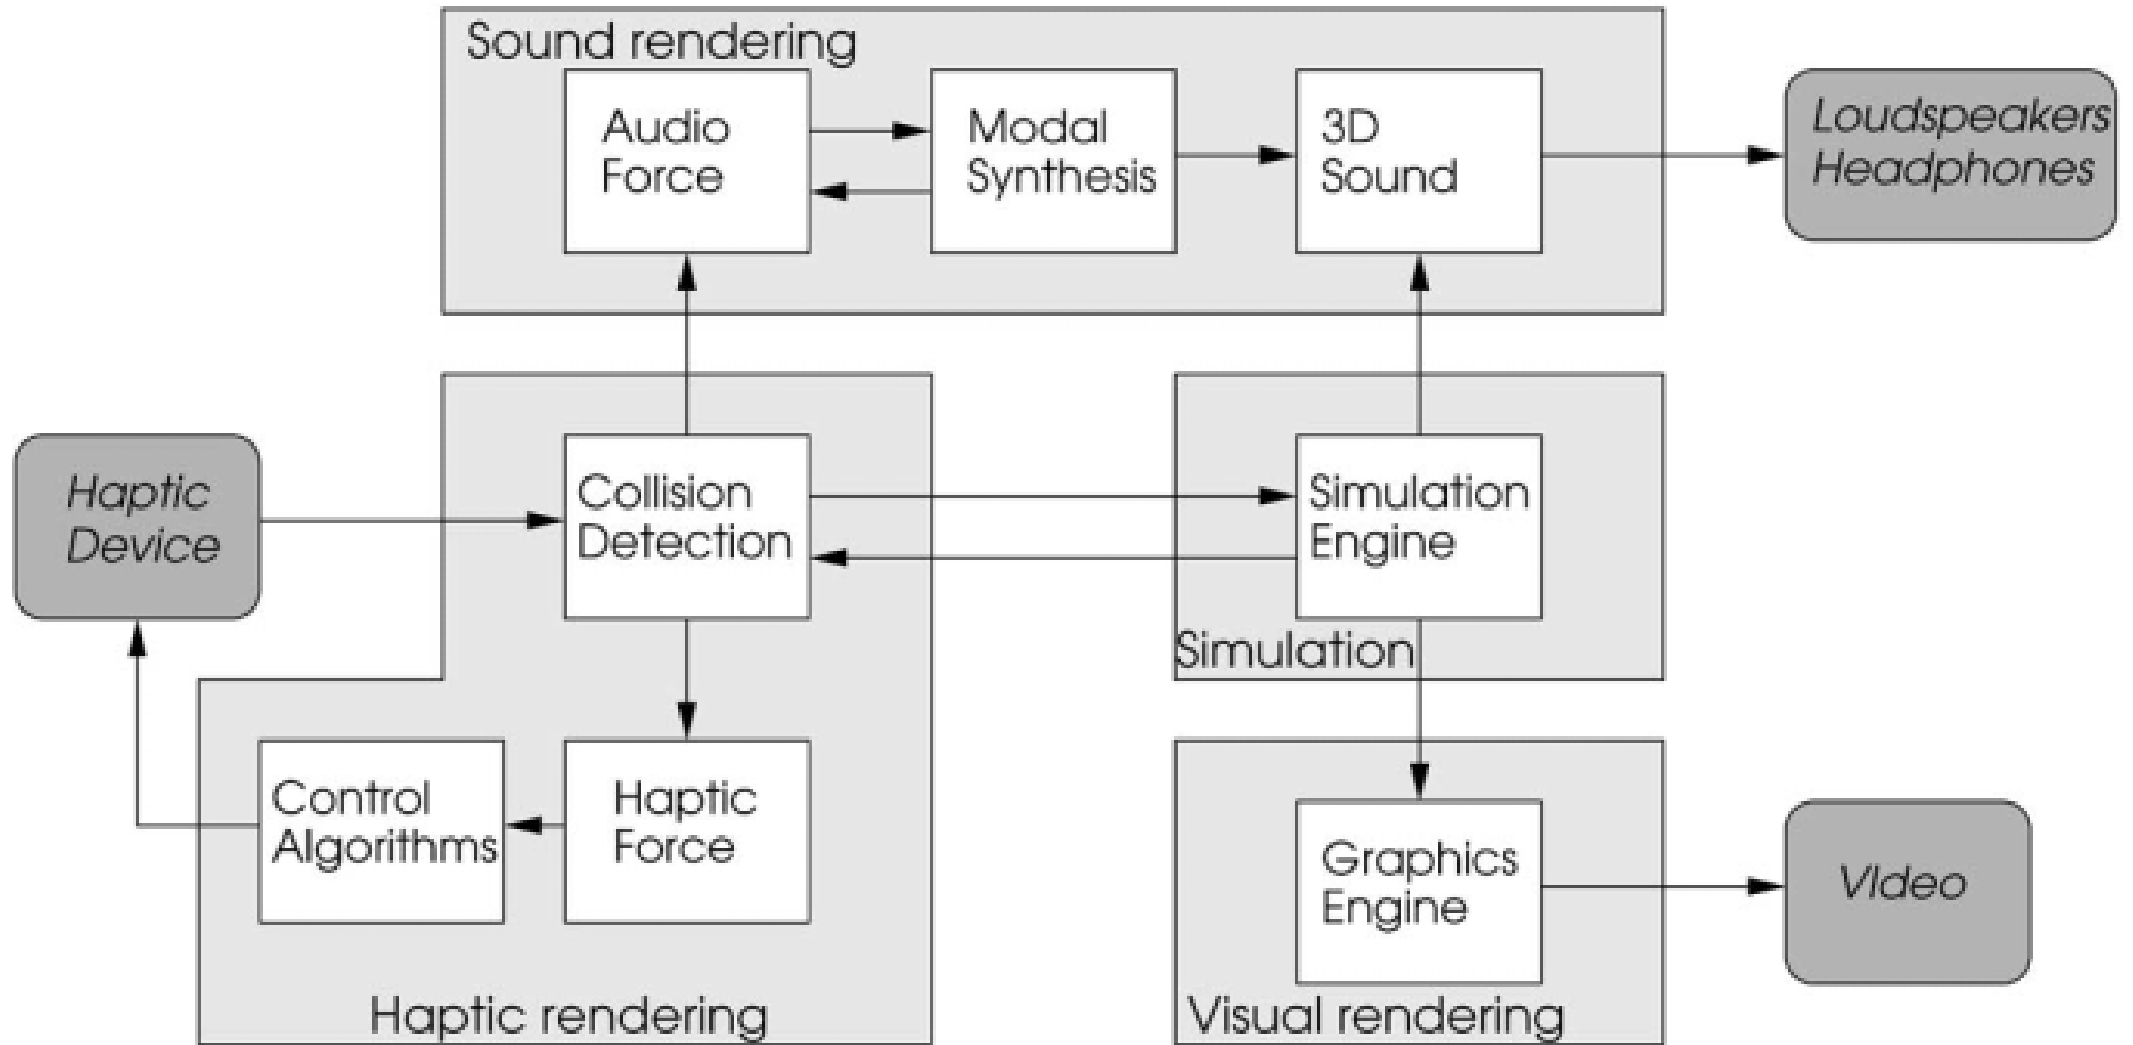 Sound rendering
Audio
Force
Modal
Synthesis
3D
Sound
Loudspeakers
Headphones
Haptic
Device
Collision
Detection
Simulation
Engine
Simulation
Control
Algorithms
Haptic
Force
Graphics
Engine
VIdeo
Haptic rendering
Visual rendering